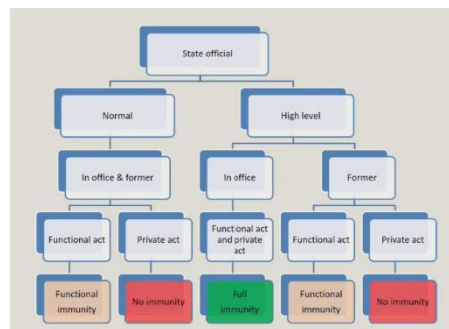 State official
Normal
High level
In office & former
In office
Former
Functional act
Private act
Functional act
and private
act
Functional act
Private act
Functional
immunity
No immunity
Full
immunity
Functional
immunity
No immunity